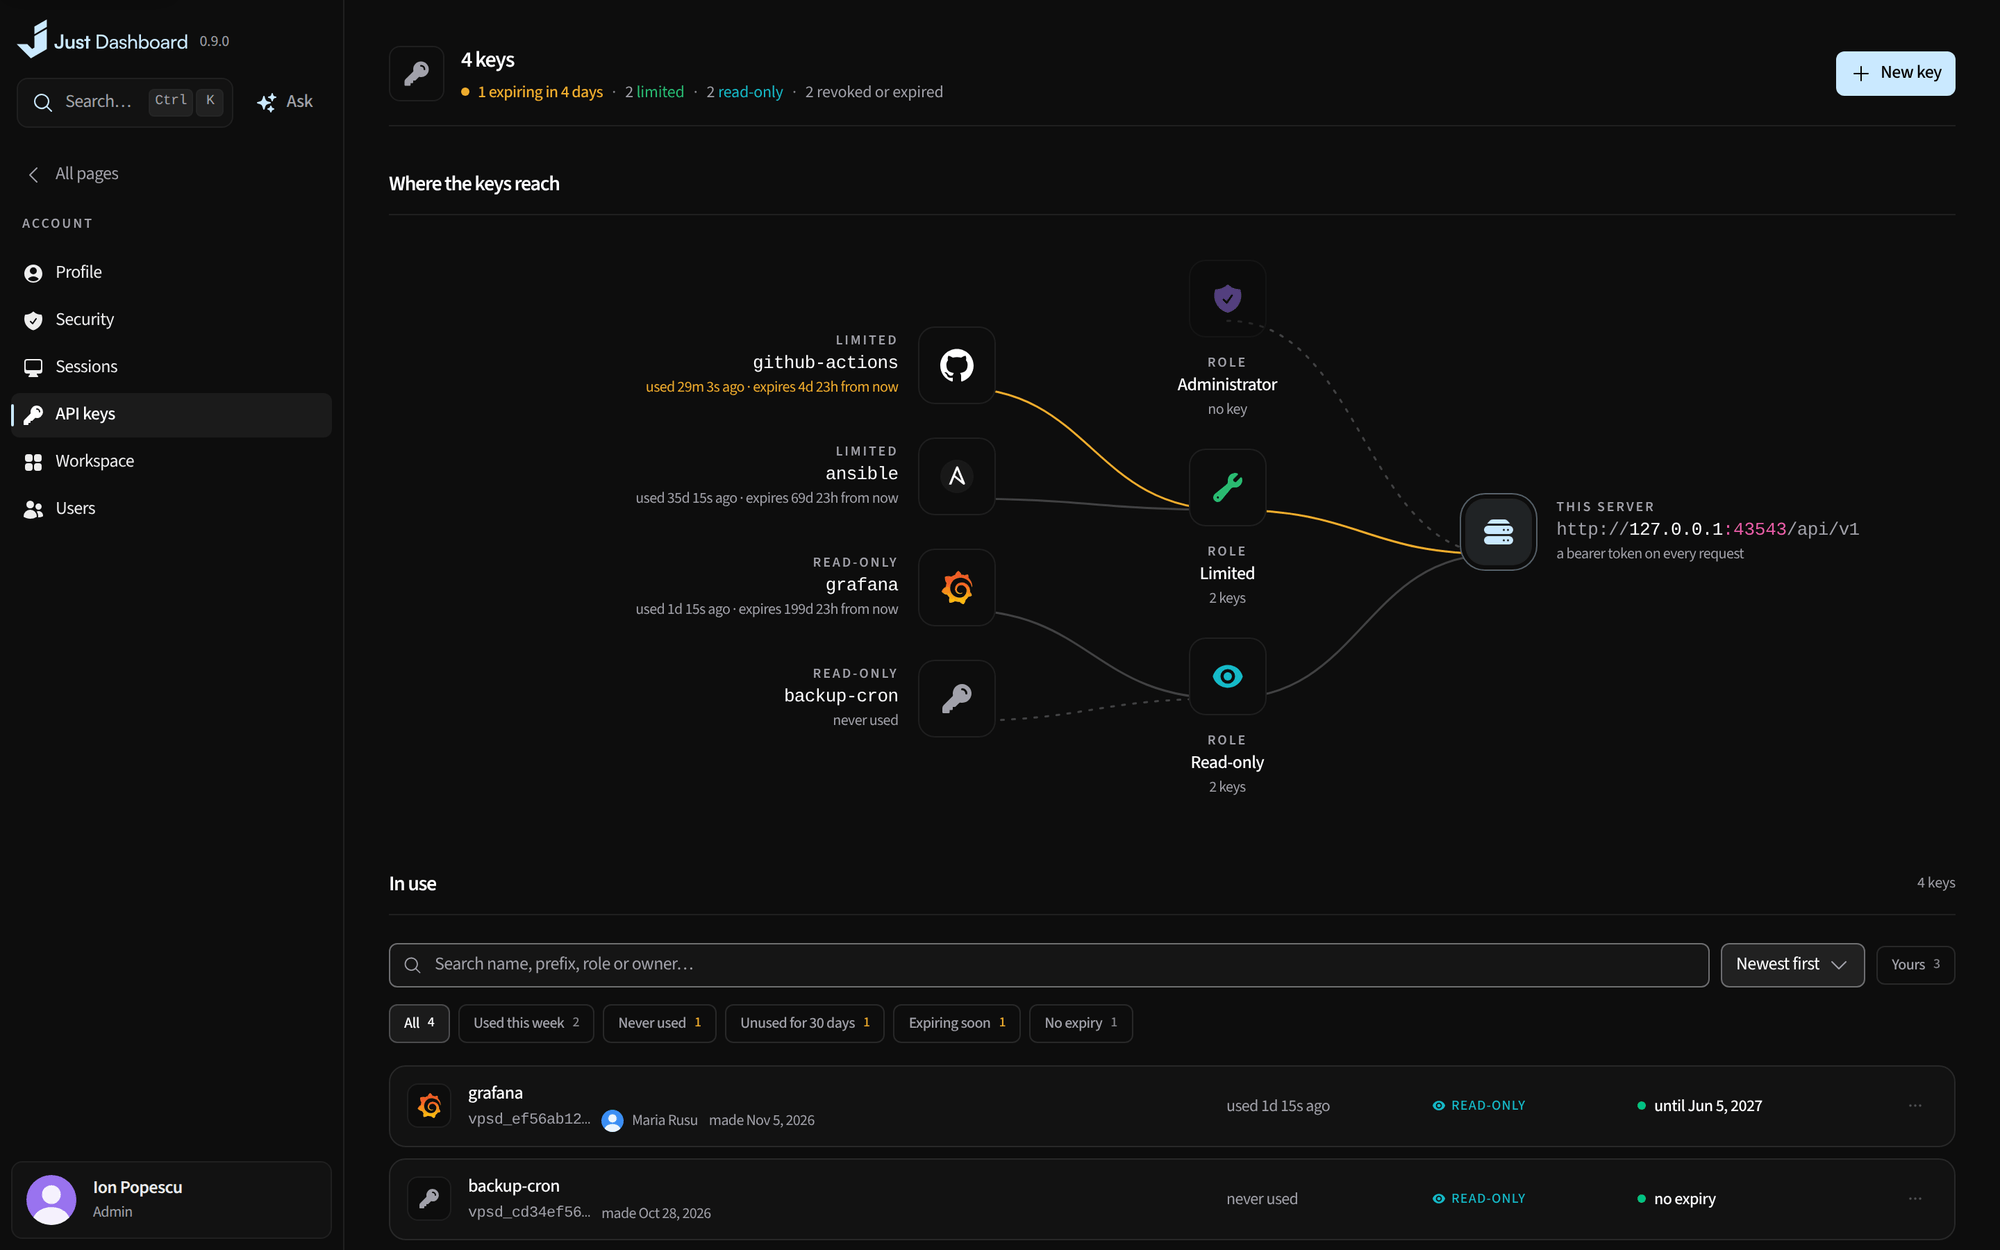 Just Dashboard 0.9.0
Search… Ctrl K
Ask
All pages
ACCOUNT
Profile
Security
Sessions
API keys
Workspace
Users
Ion Popescu
Admin
4 keys
1 expiring in 4 days · 2 limited · 2 read-only · 2 revoked or expired
New key
Where the keys reach
LIMITED
github-actions
used 29m 3s ago · expires 4d 23h from now
LIMITED
ansible
used 35d 15s ago · expires 69d 23h from now
READ-ONLY
grafana
used 1d 15s ago · expires 199d 23h from now
READ-ONLY
backup-cron
never used
ROLE
Administrator
no key
ROLE
Limited
2 keys
ROLE
Read-only
2 keys
THIS SERVER
http://127.0.0.1:43543/api/v1
a bearer token on every request
In use
4 keys
Search name, prefix, role or owner…
Newest first
Yours 3
All 4
Used this week 2
Never used 1
Unused for 30 days 1
Expiring soon 1
No expiry 1
grafana
vpsd_ef56ab12… Maria Rusu made Nov 5, 2026
used 1d 15s ago
READ-ONLY
until Jun 5, 2027
backup-cron
vpsd_cd34ef56… made Oct 28, 2026
never used
READ-ONLY
no expiry